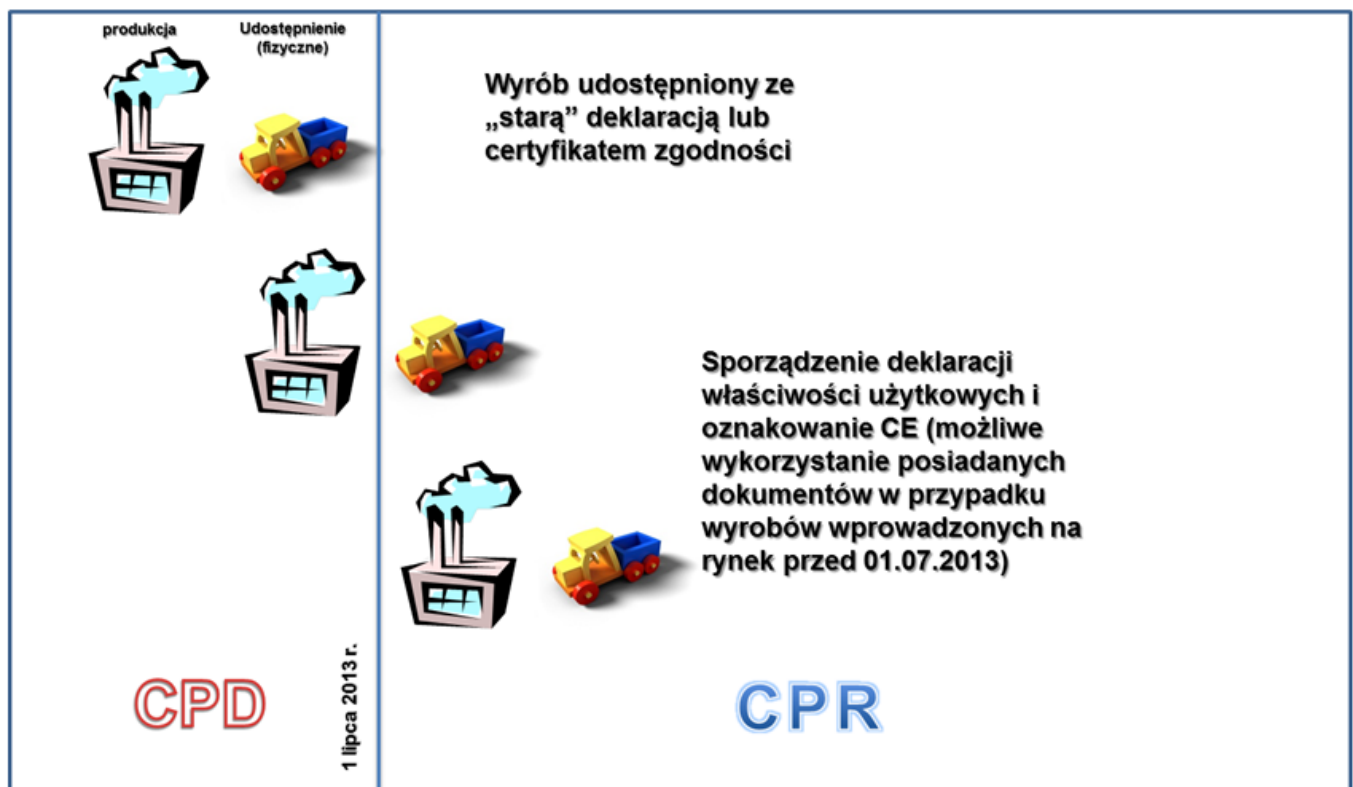 produkcja
Udostępnienie
(fizyczne)
Wyrób udostępniony ze
„starą” deklaracją lub
certyfikatem zgodności
Sporządzenie deklaracji
właściwości użytkowych i
oznakowanie CE (możliwe
wykorzystanie posiadanych
dokumentów w przypadku
wyrobów wprowadzonych na
rynek przed 01.07.2013)
CPD
1 lipca 2013 r.
CPR